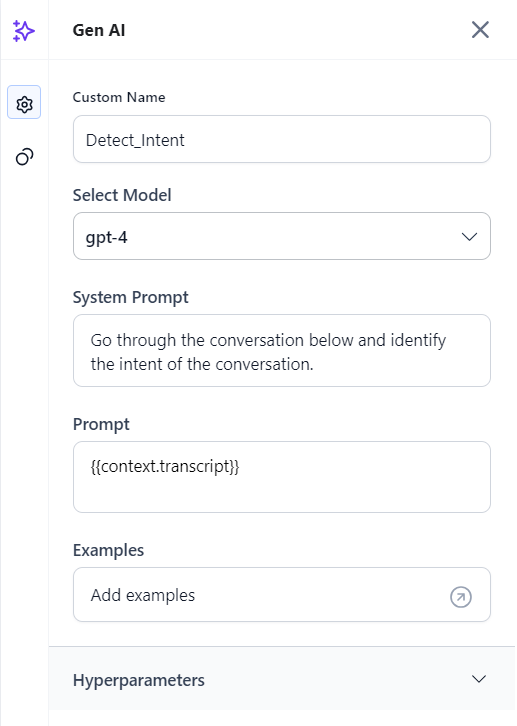 Gen AI
Custom Name
Detect_Intent
Select Model
gpt-4
System Prompt
Go through the conversation below and identify
the intent of the conversation.
Prompt
{{context.transcript}}
Examples
Add examples
Hyperparameters